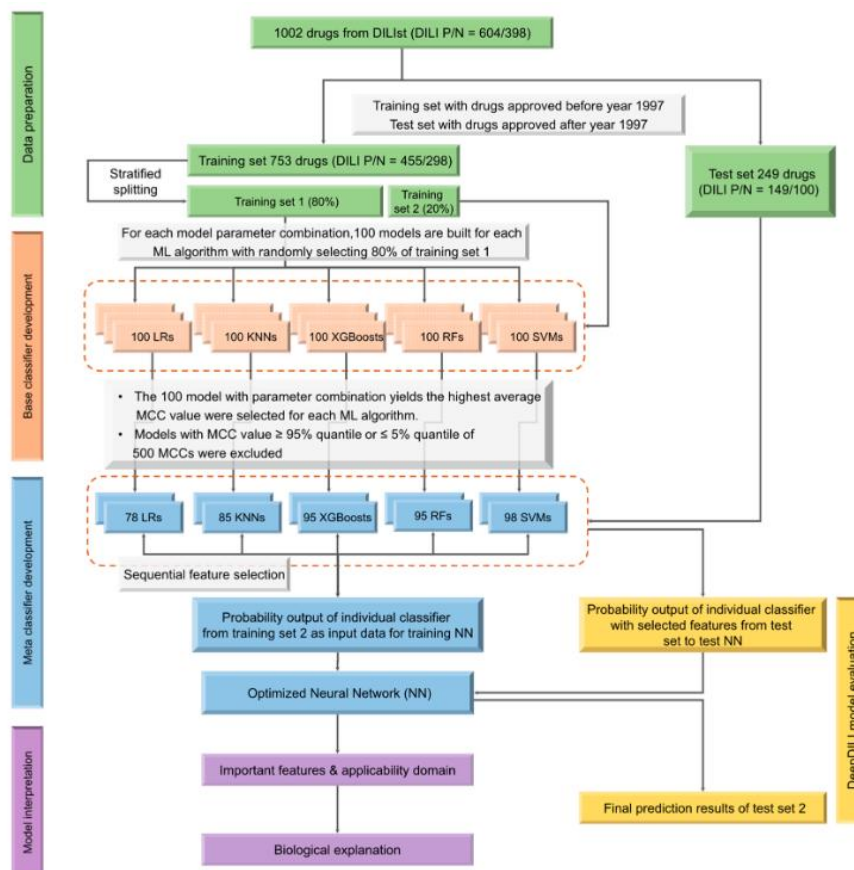 1002 drugs from DILIst (DILI P/N = 604/398)
Data preparation
Training set with drugs approved before year 1997
Test set with drugs approved after year 1997
Training set 753 drugs (DILI P/N = 455/298)
Stratified
splitting
Test set 249 drugs
(DILI P/N = 149/100)
Training set 1 (80%)
Training
set 2 (20%)
For each model parameter combination,100 models are built for each
ML algorithm with randomly selecting 80% of training set 1
Base classifier development
100 LRs
100 KNNs
100 XGBoosts
100 RFs
100 SVMs
• The 100 model with parameter combination yields the highest average
MCC value were selected for each ML algorithm.
• Models with MCC value ≥ 95% quantile or ≤ 5% quantile of
500 MCCs were excluded
Meta classifier development
78 LRs
85 KNNs
95 XGBoosts
95 RFs
98 SVMs
Sequential feature selection
Probability output of individual classifier
from training set 2 as input data for training NN
Probability output of individual classifier
with selected features from test
set to test NN
Optimized Neural Network (NN)
DeepDILI model evaluation
Model interpretation
Important features & applicability domain
Final prediction results of test set 2
Biological explanation